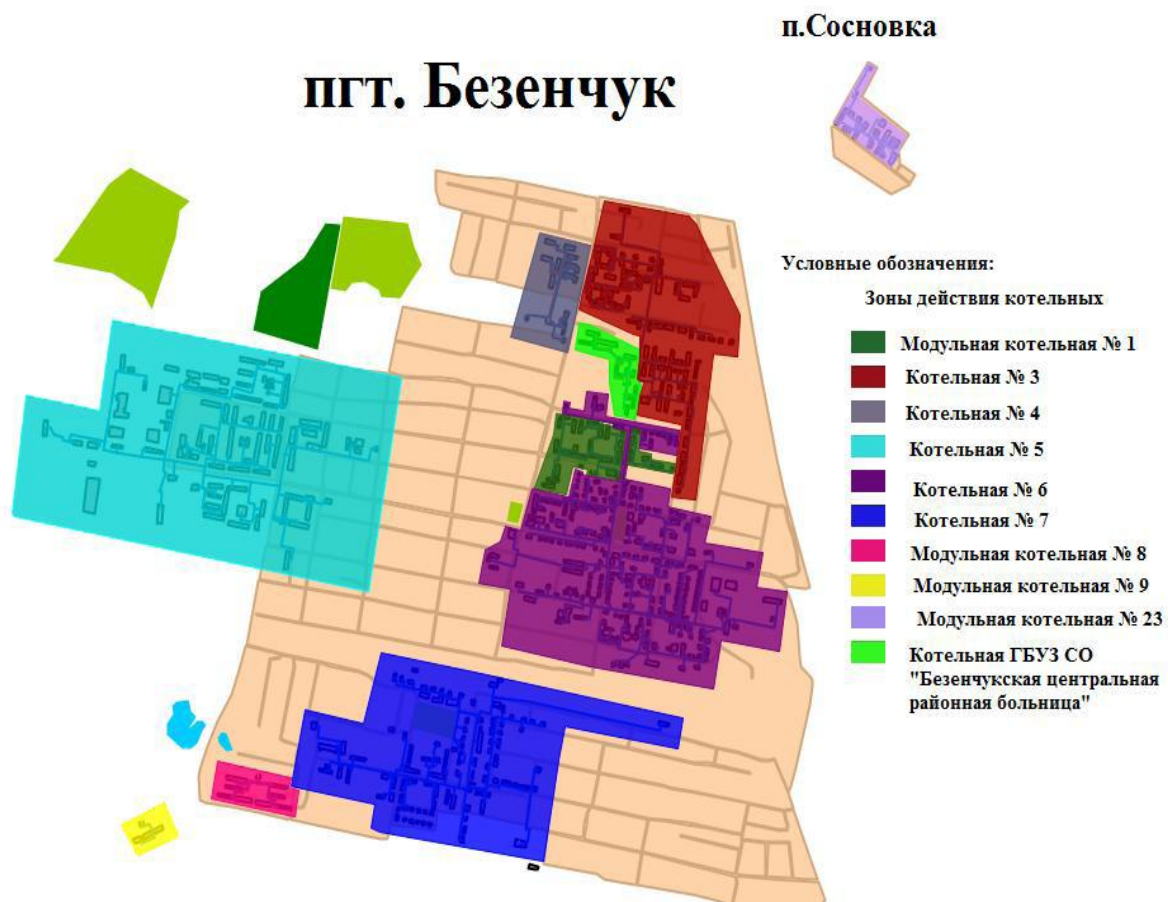 п.Сосновка
пгт. Безенчук
Условные обозначения:
Зоны действия котельных
Модульная котельная № 1
Котельная № 3
Котельная № 4
Котельная № 5
Котельная № 6
Котельная № 7
Модульная котельная № 8
Модульная котельная № 9
Модульная котельная № 23
Котельная ГБУЗ СО
"Безенчукская центральная
районная больница"